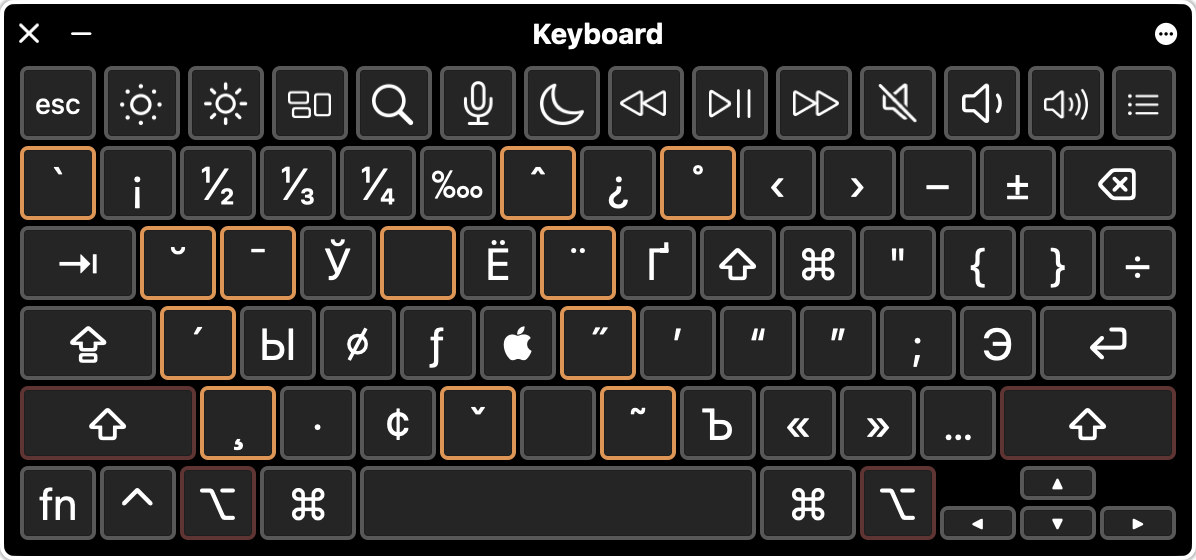 Keyboard
esc
` ¡ ½ ⅓ ¼ ‰ ˆ ¿ ˚ ‹ › – ±
˘ ¯ Ў Ё ¨ Ґ ⇧ ⌘ " { } ÷
´ Ы ø ƒ  ˝ ′ “ ″ ; Э
¸ · ¢ ˇ ˜ Ъ « » …
fn ⌃ ⌥ ⌘ ⌘ ⌥